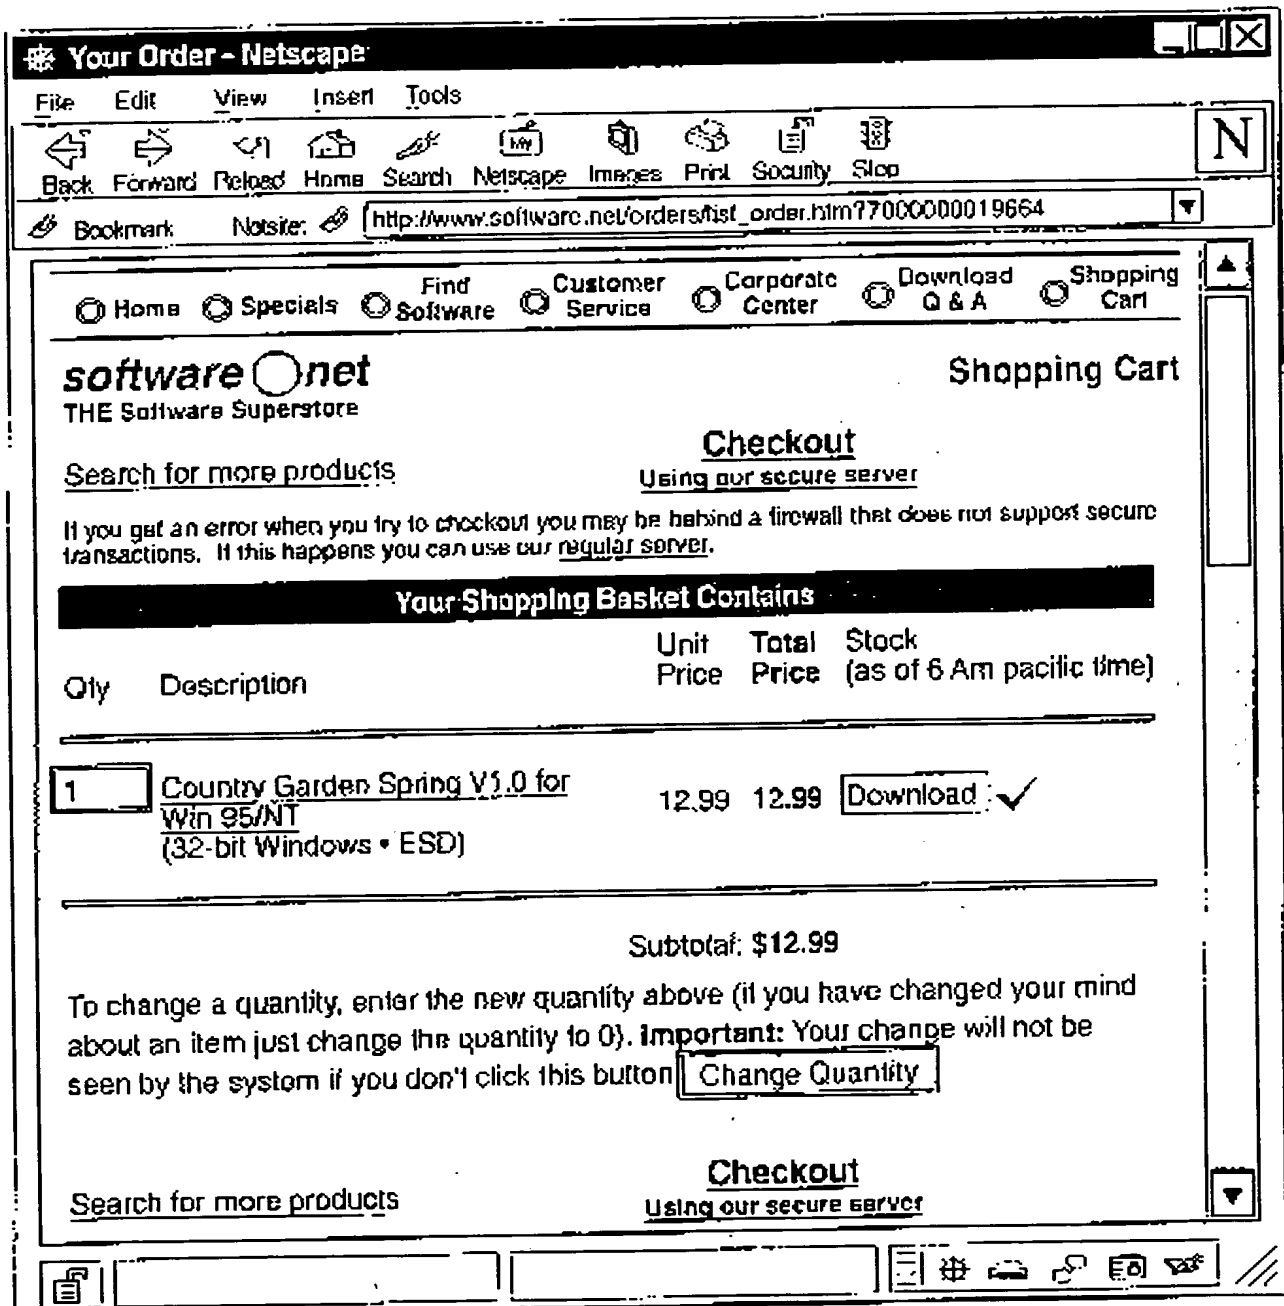 Your Order - Netscape
File Edit View Insert Tools
Back Forward Reload Home Search Netscape Images Print Security Stop
N
Bookmark Netsite: http://www.software.net/orders/list_order.htm?70000000019664
Home Specials Find Software Customer Service Corporate Center Download Q & A Shopping Cart
software net Shopping Cart
THE Software Superstore
Checkout
Search for more products Using our secure server
If you get an error when you try to checkout you may be behind a firewall that does not support secure
transactions. If this happens you can use our regular server.
Your Shopping Basket Contains
Unit Total Stock
Qty Description Price Price (as of 6 Am pacific time)
1 Country Garden Spring V1.0 for 12.99 12.99 Download
Win 95/NT
(32-bit Windows • ESD)
Subtotal: $12.99
To change a quantity, enter the new quantity above (if you have changed your mind
about an item just change the quantity to 0). Important: Your change will not be
seen by the system if you don't click this button Change Quantity
Checkout
Search for more products Using our secure server